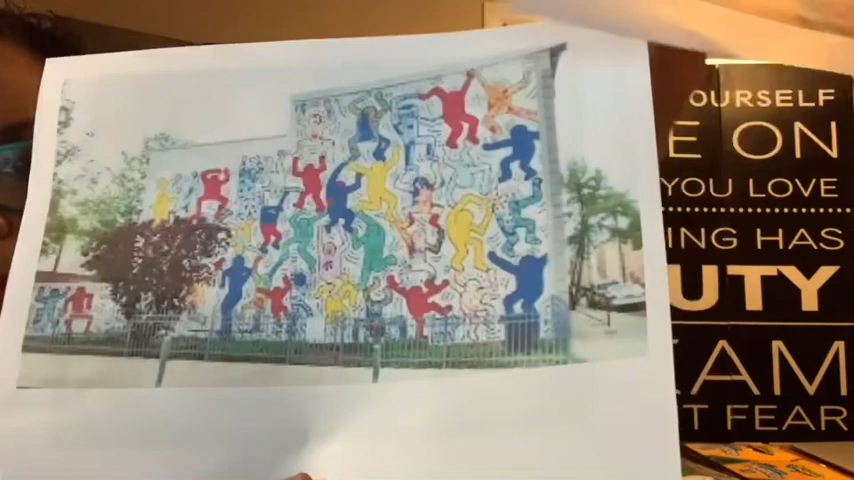 OURSELF
E ON
YOU LOVE
ING HAS
UTY
AM
T FEAR